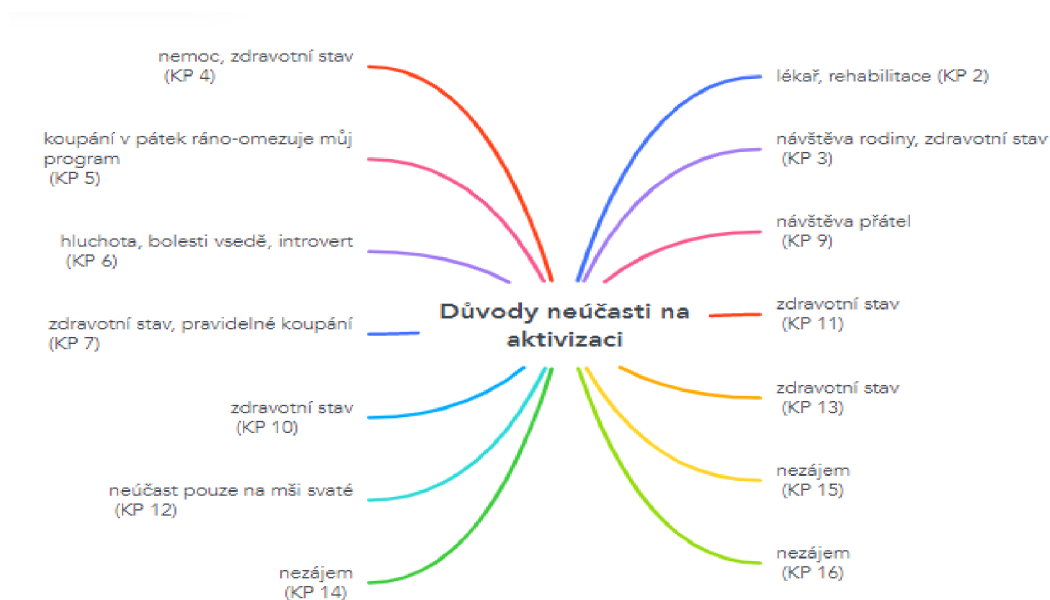 nemoc, zdravotní stav
(KP 4)
koupání v pátek ráno-omezuje můj
program
(KP 5)
hluchota, bolesti vsedě, introvert
(KP 6)
zdravotní stav, pravidelné koupání
(KP 7)
zdravotní stav
(KP 10)
neúčast pouze na mši svaté
(KP 12)
nezájem
(KP 14)
Důvody neúčasti na
aktivizaci
lékař, rehabilitace (KP 2)
návštěva rodiny, zdravotní stav
(KP 3)
návštěva přátel
(KP 9)
zdravotní stav
(KP 11)
zdravotní stav
(KP 13)
nezájem
(KP 15)
nezájem
(KP 16)